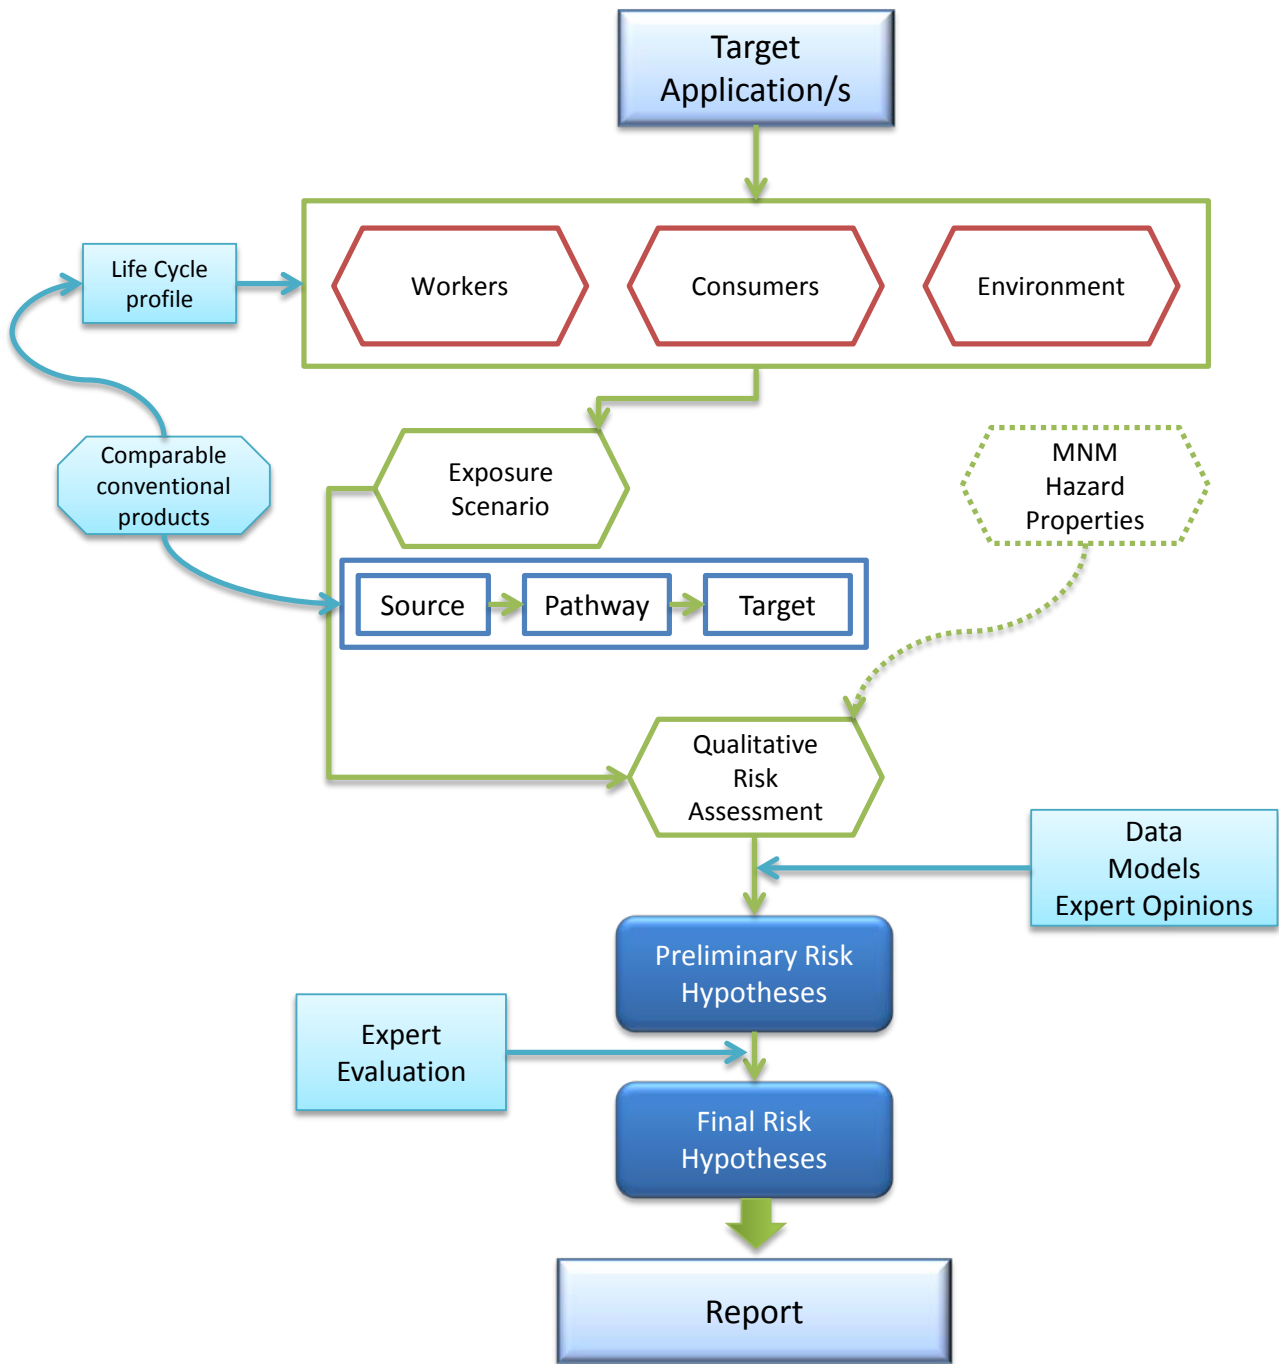 Target
Application/s
Life Cycle
profile
Workers
Consumers
Environment
Comparable
conventional
products
Exposure
Scenario
MNM
Hazard
Properties
Source
Pathway
Target
Qualitative
Risk
Assessment
Data
Models
Expert Opinions
Preliminary Risk
Hypotheses
Expert
Evaluation
Final Risk
Hypotheses
Report